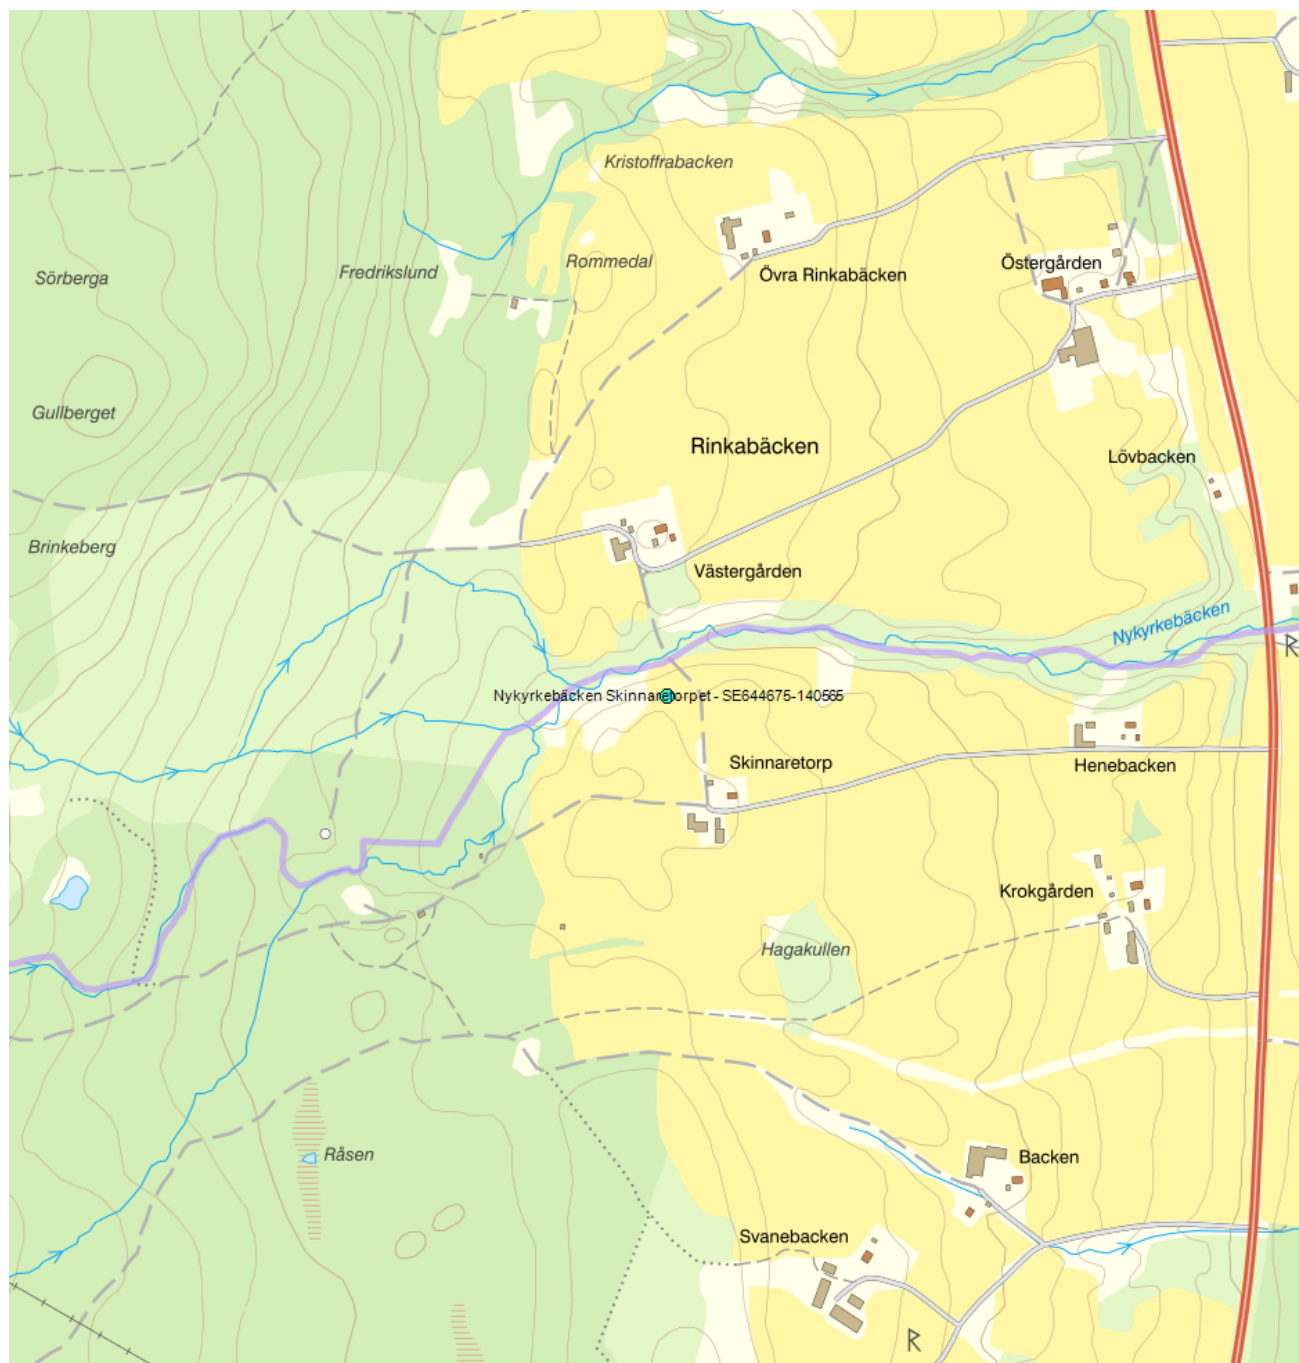 Kristoffrabacken
Rommedal
Fredrikslund
Sörberga
Övra Rinkabäcken
Östergården
Gullberget
Rinkabäcken
Lövbacken
Brinkeberg
Västergården
Nykyrkebäcken
R
Nykyrkebäcken Skinnaretorpet - SE644675-140565
Skinnaretorp
Henebacken
Krokgården
Hagakullen
Råsen
Backen
Svanebacken
R